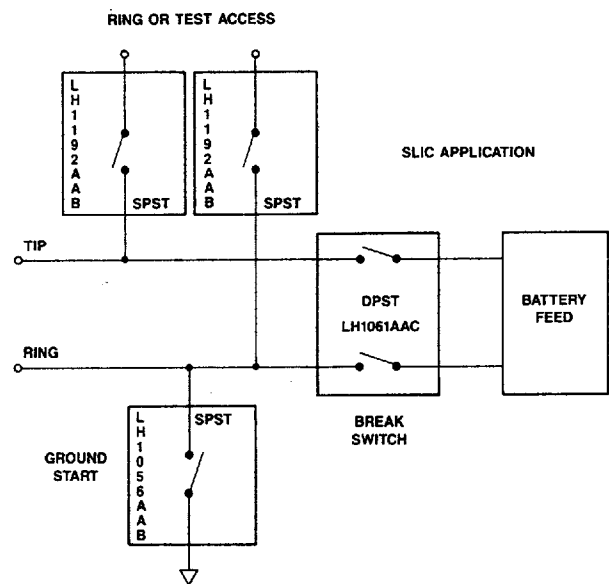 RING OR TEST ACCESS
LH1192AAB
SPST
LH1192AAB
SPST
SLIC APPLICATION
TIP
DPST
LH1061AAC
BATTERY
FEED
RING
BREAK
SWITCH
GROUND
START
LH1056AAB
SPST